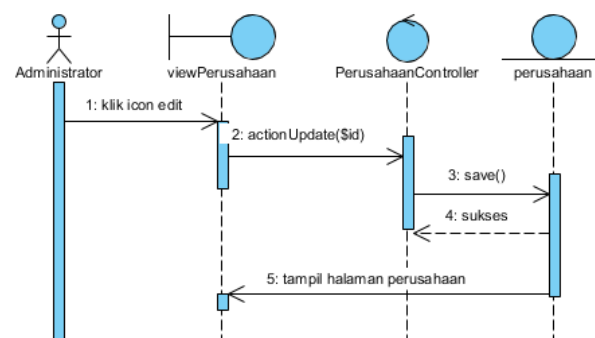 Administrator
viewPerusahaan
PerusahaanController
perusahaan
1: klik icon edit
2: actionUpdate($id)
3: save()
4: sukses
5: tampil halaman perusahaan